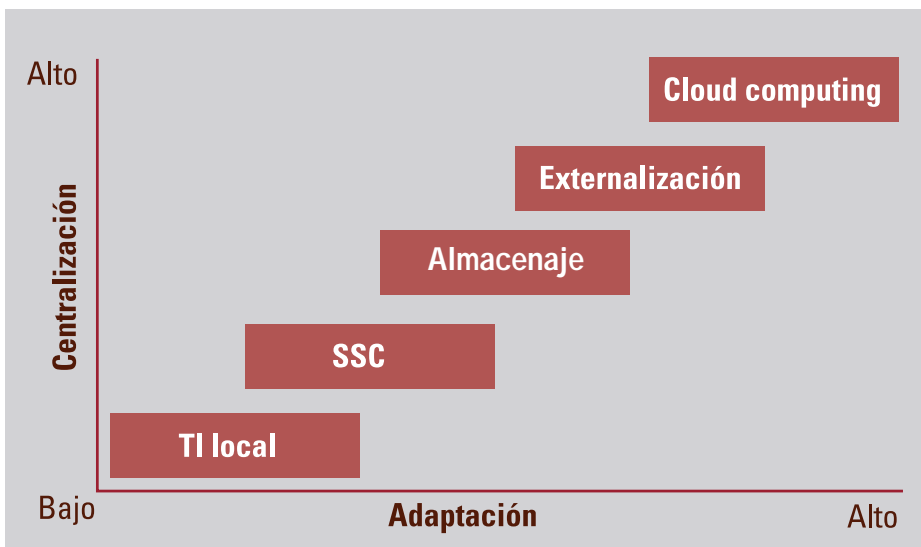 Alto
Cloud computing
Externalización
Almacenaje
Centralización
SSC
TI local
Bajo
Adaptación
Alto